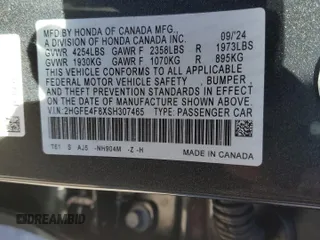 MFD BY HONDA OF CANADA MFG., 09/'24
A DIVISION OF HONDA CANADA INC.
GVWR 4254LBS GAWR F 2358LBS R 1973LBS
GVWR 1930KG GAWR F 1070KG R 895KG
THIS VEHICLE CONFORMS TO ALL APPLICABLE
FEDERAL MOTOR VEHICLE SAFETY, BUMPER, AND
THEFT PREVENTION STANDARDS IN EFFECT ON THE
DATE OF MANUFACTURE SHOWN ABOVE.
V.I.N.:2HGFE4F8XSH307465 TYPE: PASSENGER CAR
MADE IN CANADA
DREAMBID